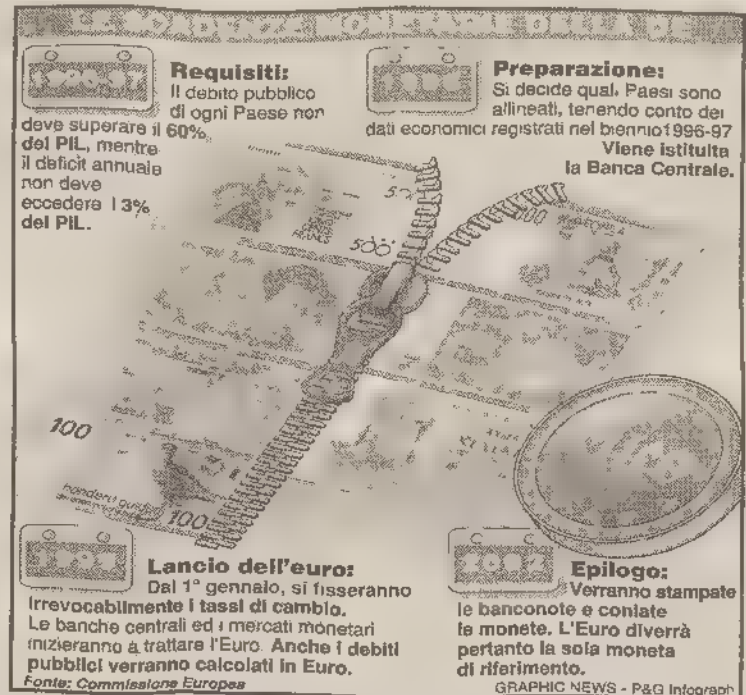 Requisiti:
Il debito pubblico
di ogni Paese non
deve superare il 60%
del PIL, mentre
il deficit annuale
non deve
eccedere l 3%
del PIL.
Preparazione:
Si decide qual. Paesi sono
allineati, tenendo conto dei
dati economici registrati nel biennio1996-97
Viene istituita
la Banca Centrale.
500
100
100
Lancio dell'euro:
Dal 1° gennaio, si fisseranno
irrevocabilmente i tassi di cambio.
Le banche centrali ed i mercati monetari
inizieranno a trattare l'Euro. Anche i debiti
pubblici verranno calcolati in Euro.
Fonte: Commissione Europea
Epilogo:
Verranno stampate
le banconote e coniate
le monete. L'Euro diverrà
pertanto la sola moneta
di riferimento.
GRAPHIC NEWS - P&G Infograph